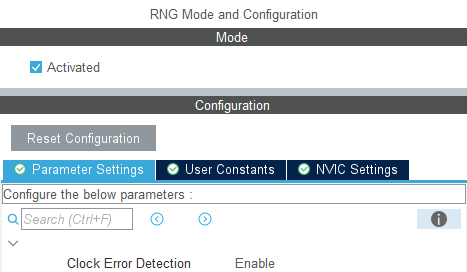 RNG Mode and Configuration
Mode
Activated
Configuration
Reset Configuration
Parameter Settings User Constants NVIC Settings
Configure the below parameters :
Search (Ctrl+F)
Clock Error Detection Enable